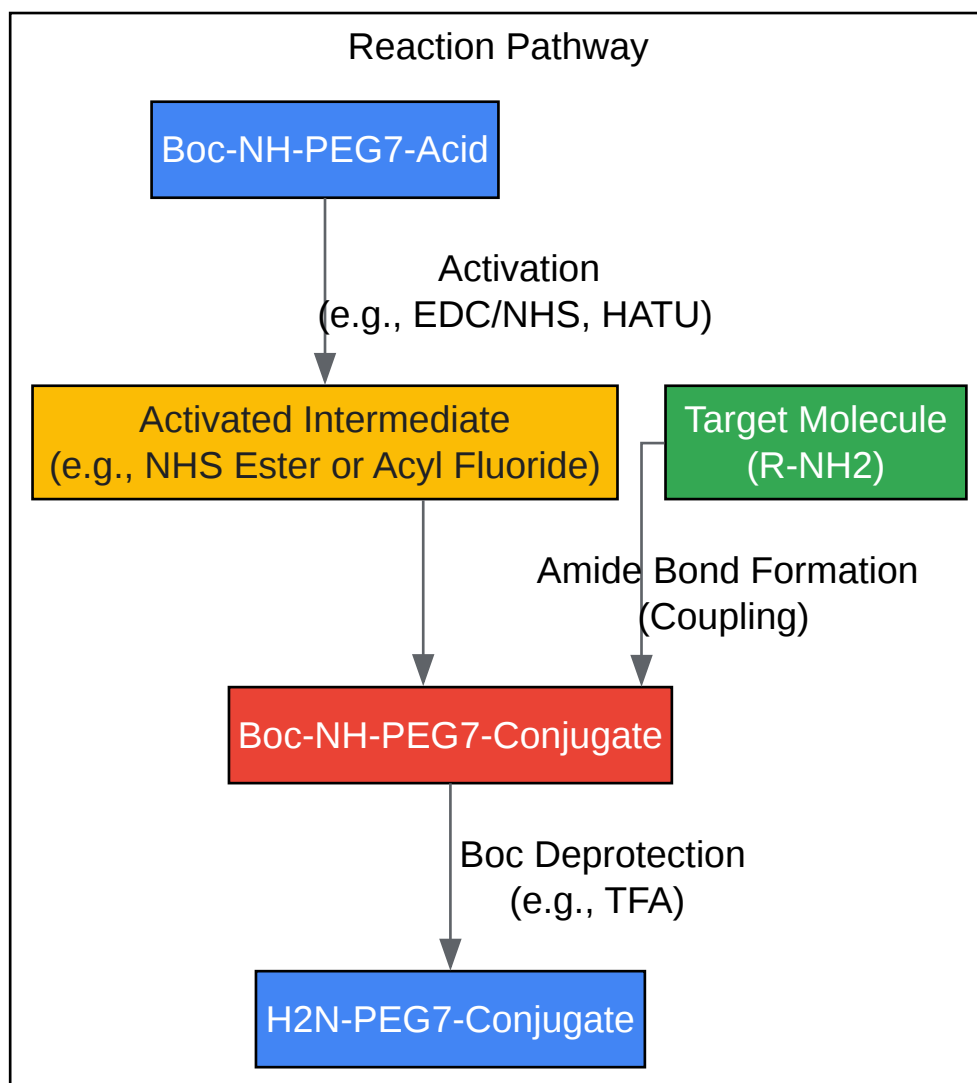 Reaction Pathway
Boc-NH-PEG7-Acid
Activation
(e.g., EDC/NHS, HATU)
Activated Intermediate
(e.g., NHS Ester or Acyl Fluoride)
Target Molecule
(R-NH2)
Amide Bond Formation
(Coupling)
Boc-NH-PEG7-Conjugate
Boc Deprotection
(e.g., TFA)
H2N-PEG7-Conjugate